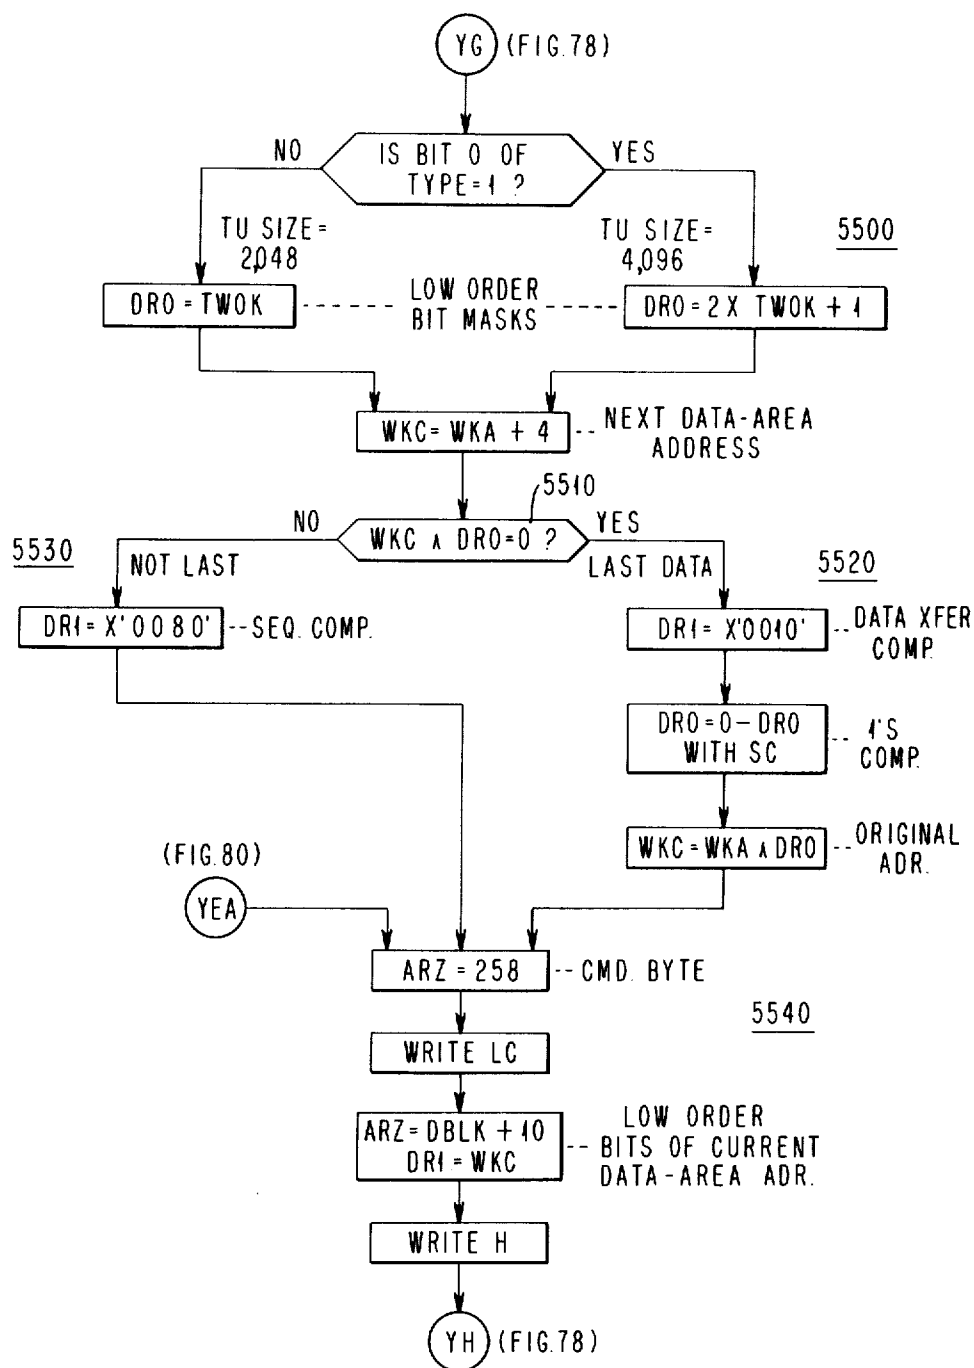 YG (FIG.78)
NO
IS BIT 0 OF
TYPE=1 ?
YES
TU SIZE=
2,048
TU SIZE=
4,096
5500
DR0 = TWOK
LOW ORDER
BIT MASKS
DR0 = 2 X TWOK + 1
WKC = WKA + 4
NEXT DATA-AREA
ADDRESS
5510
NO
WKC ∧ DR0=0 ?
YES
5530
NOT LAST
LAST DATA
5520
DR1= X'0080'
SEQ. COMP.
DR1 = X'0010'
DATA XFER
COMP.
DR0=0-DR0
WITH SC
1'S
COMP.
WKC=WKA ∧ DR0
ORIGINAL
ADR.
(FIG.80)
YEA
ARZ = 258
CMD. BYTE
5540
WRITE LC
ARZ=DBLK + 10
DR1=WKC
LOW ORDER
BITS OF CURRENT
DATA-AREA ADR.
WRITE H
YH (FIG.78)